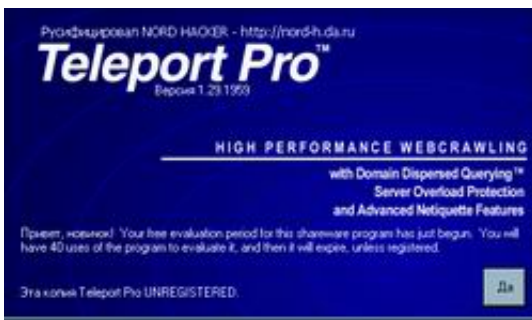 Русифицирован NORD HACKER - http://nord-h.da.ru
Teleport Pro™
Версия 1.29.1959
HIGH PERFORMANCE WEBCRAWLING
with Domain Dispersed Querying™
Server Overload Protection
and Advanced Netiquette Features
Привет, новичок! Your free evaluation period for this shareware program has just begun. You will
have 40 uses of the program to evaluate it, and then it will expire, unless registered.
Эта копия Teleport Pro UNREGISTERED.
Да